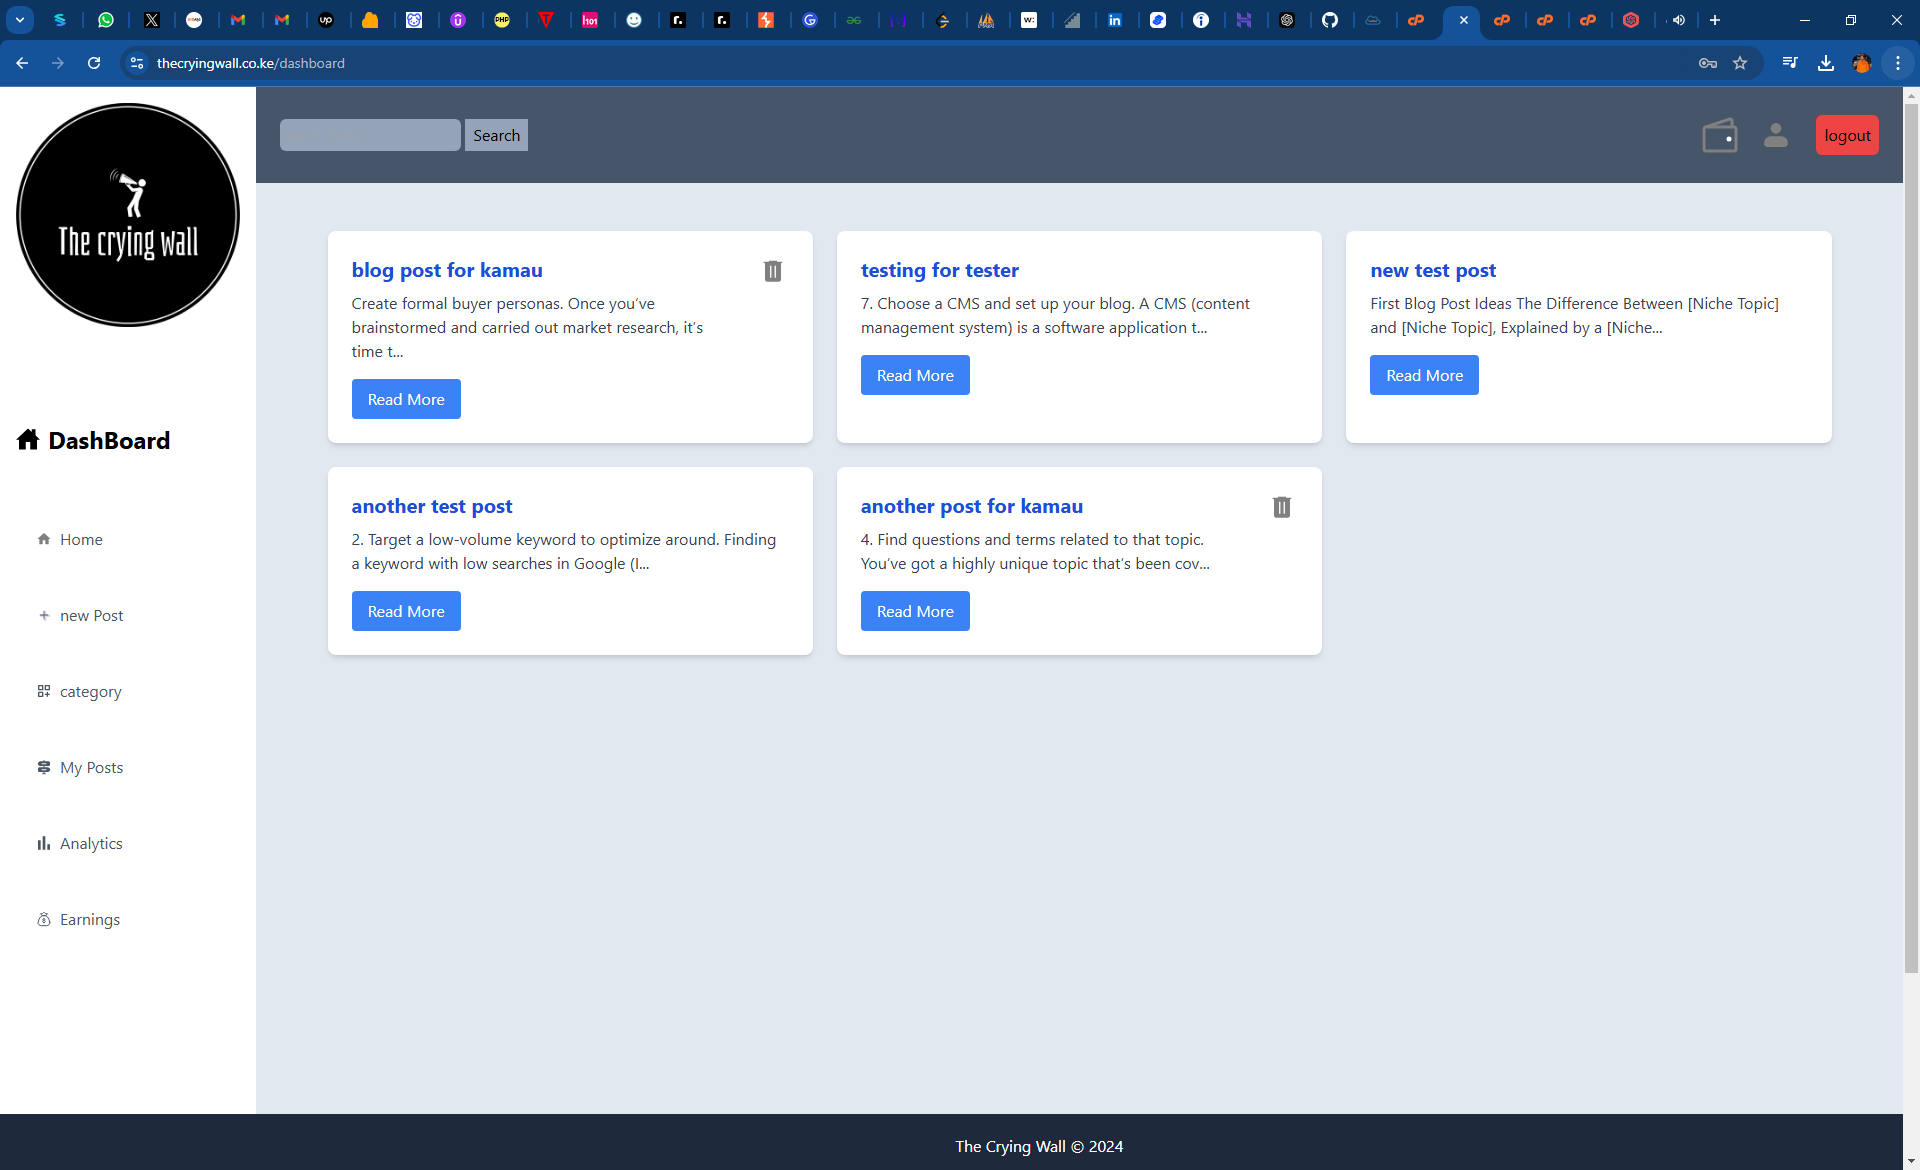 thecryingwall.co.ke/dashboard
The crying wall
Search
logout
DashBoard
Home
new Post
category
My Posts
Analytics
Earnings
blog post for kamau
Create formal buyer personas. Once you’ve
brainstormed and carried out market research, it’s
time t...
Read More
testing for tester
7. Choose a CMS and set up your blog. A CMS (content
management system) is a software application t...
Read More
new test post
First Blog Post Ideas The Difference Between [Niche Topic]
and [Niche Topic], Explained by a [Niche...
Read More
another test post
2. Target a low-volume keyword to optimize around. Finding
a keyword with low searches in Google (I...
Read More
another post for kamau
4. Find questions and terms related to that topic.
You’ve got a highly unique topic that’s been cov...
Read More
The Crying Wall © 2024